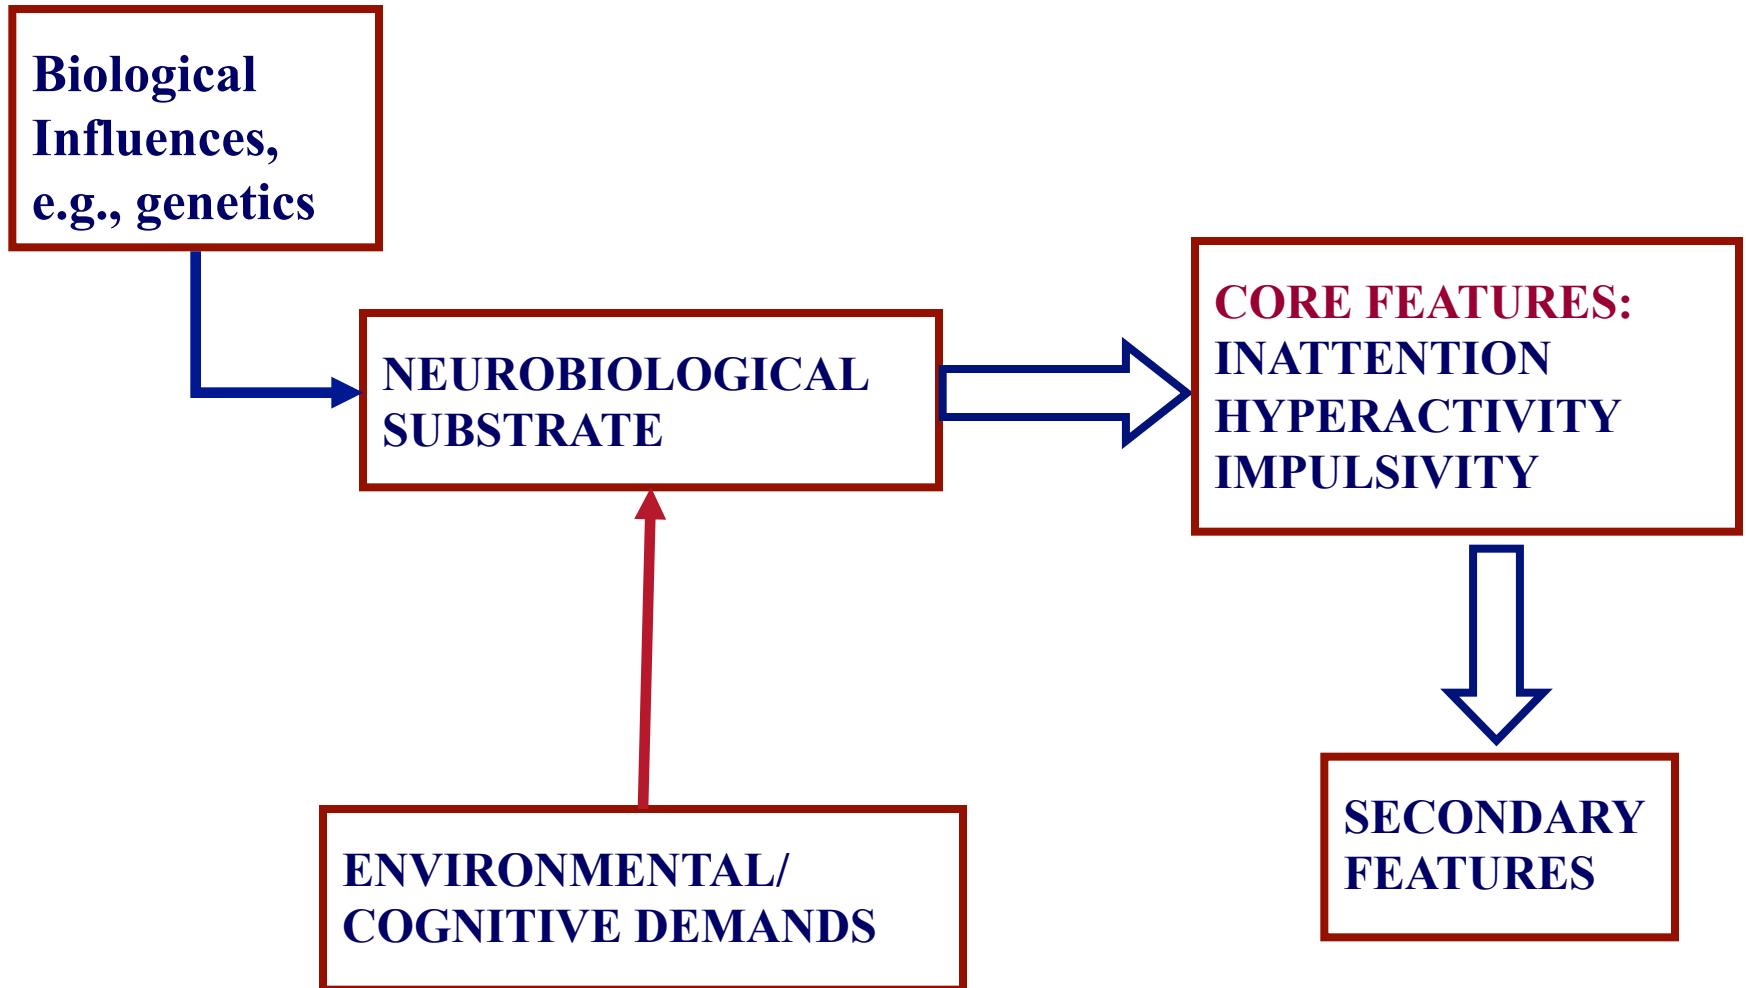 Biological
Influences,
e.g., genetics
NEUROBIOLOGICAL
SUBSTRATE
CORE FEATURES:
INATTENTION
HYPERACTIVITY
IMPULSIVITY
ENVIRONMENTAL/
COGNITIVE DEMANDS
SECONDARY
FEATURES